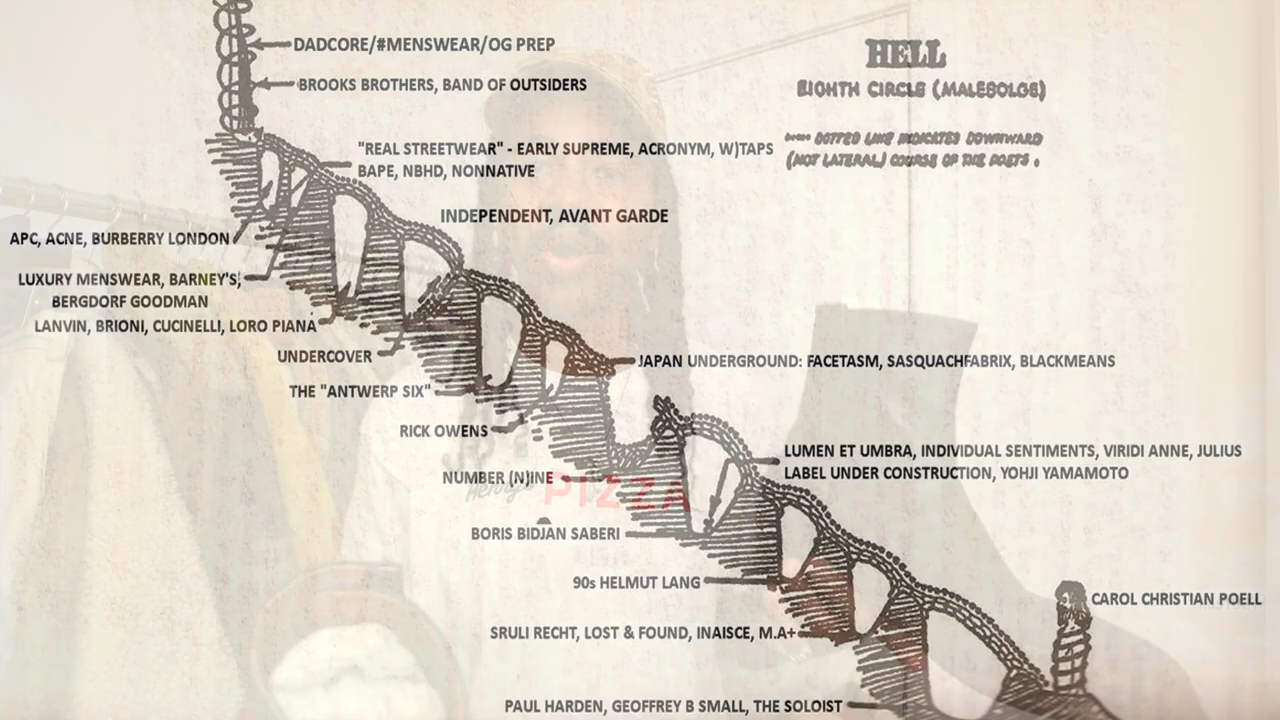 DADCORE/#MENSWEAR/OG PREP
HELL
BROOKS BROTHERS, BAND OF OUTSIDERS
EIGHTH CIRCLE (MALEBOLGE)
"REAL STREETWEAR" - EARLY SUPREME, ACRONYM, W)TAPS
BAPE, NBHD, NONNATIVE
DOTTED LINE INDICATES DOWNWARD
(NOT LATERAL) COURSE OF THE POETS.
INDEPENDENT, AVANT GARDE
APC, ACNE, BURBERRY LONDON
LUXURY MENSWEAR, BARNEY'S,
BERGDORF GOODMAN
LANVIN, BRIONI, CUCINELLI, LORO PIANA
UNDERCOVER
JAPAN UNDERGROUND: FACETASM, SASQUACHFABRIX, BLACKMEANS
THE "ANTWERP SIX"
RICK OWENS
LUMEN ET UMBRA, INDIVIDUAL SENTIMENTS, VIRIDI ANNE, JULIUS
LABEL UNDER CONSTRUCTION, YOHJI YAMAMOTO
NUMBER (N)INE
PIZZA
BORIS BIDJAN SABERI
90s HELMUT LANG
CAROL CHRISTIAN POELL
SRULI RECHT, LOST & FOUND, INAISCE, M.A+
PAUL HARDEN, GEOFFREY B SMALL, THE SOLOIST